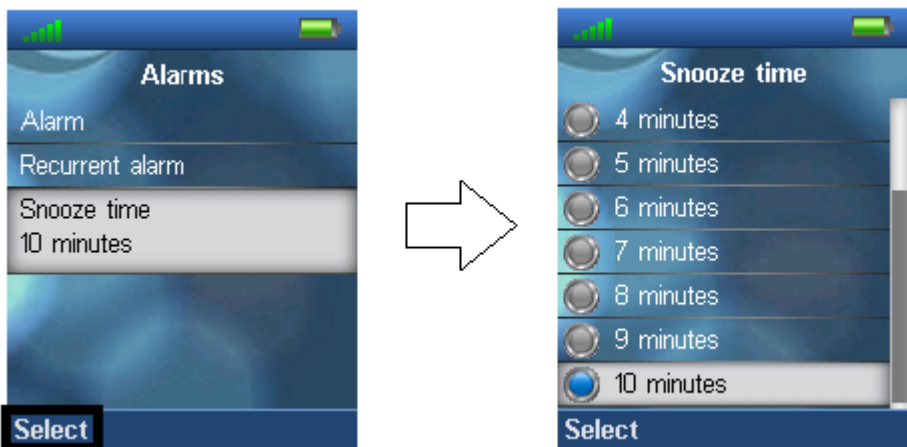 Alarms
Alarm
Recurrent alarm
Snooze time
10 minutes
Select
Snooze time
4 minutes
5 minutes
6 minutes
7 minutes
8 minutes
9 minutes
10 minutes
Select